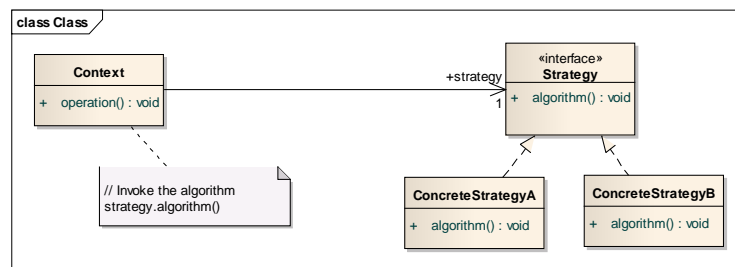 class Class
Context
+ operation() : void
+strategy
1
«interface»
Strategy
+ algorithm() : void
// Invoke the algorithm
strategy.algorithm()
ConcreteStrategyA
+ algorithm() : void
ConcreteStrategyB
+ algorithm() : void